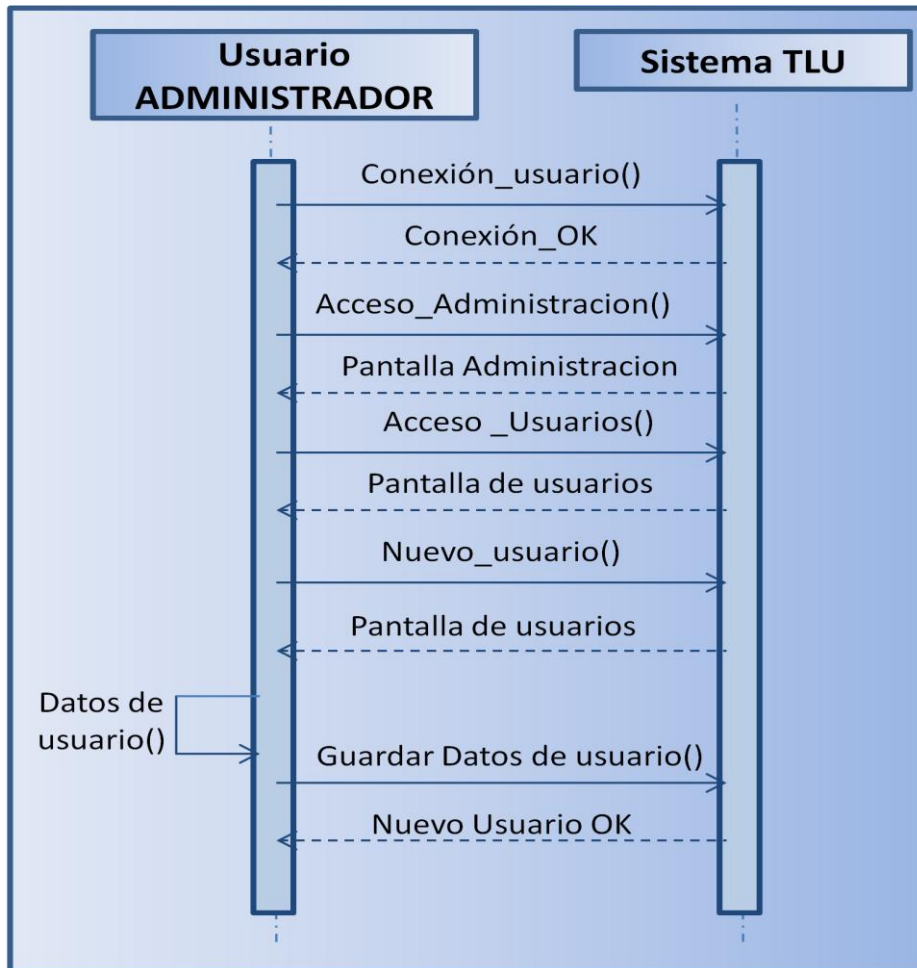 Usuario
ADMINISTRADOR
Sistema TLU
Conexión_usuario()
Conexión_OK
Acceso_Administracion()
Pantalla Administracion
Acceso _Usuarios()
Pantalla de usuarios
Nuevo_usuario()
Pantalla de usuarios
Datos de
usuario()
Guardar Datos de usuario()
Nuevo Usuario OK